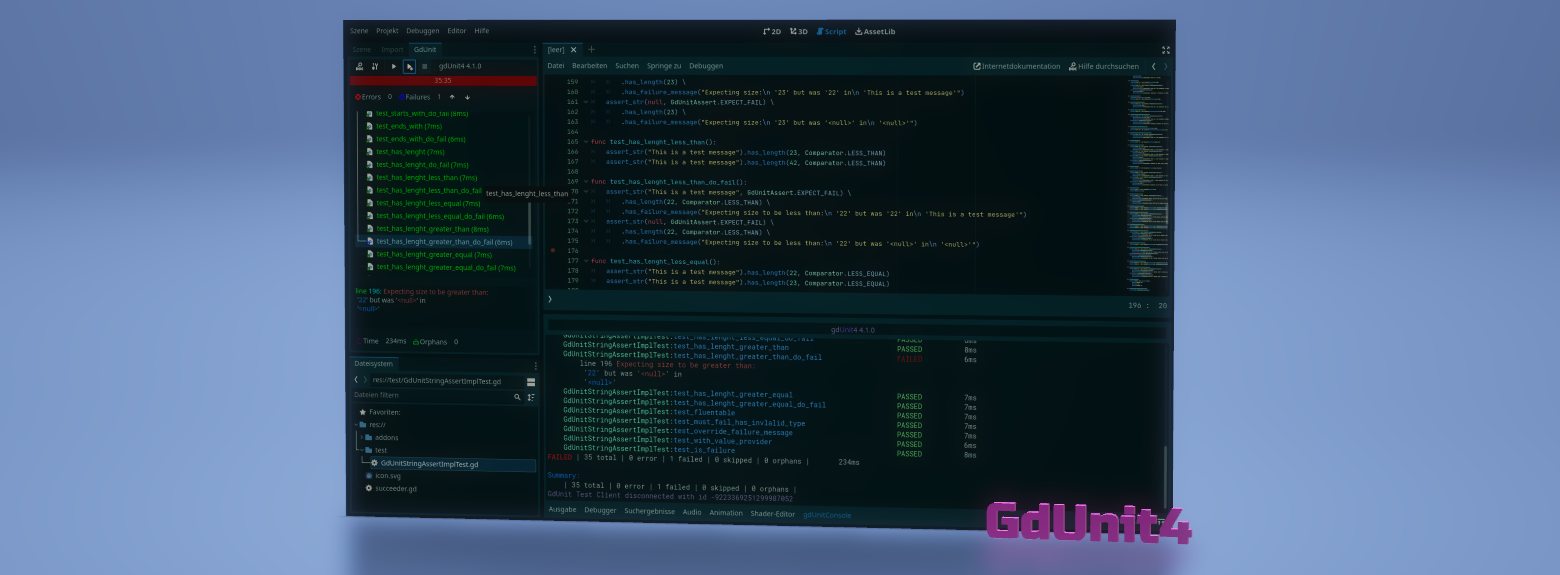 Szene Projekt Debuggen Editor Hilfe
2D 3D Script AssetLib
Szene Import GdUnit
gdUnit4 4.1.0
35:35
Errors 0 Failures 1
test_starts_with_do_fail (8ms)
test_ends_with (7ms)
test_ends_with_do_fail (6ms)
test_has_lenght (7ms)
test_has_lenght_do_fail (7ms)
test_has_lenght_less_than (7ms)
test_has_lenght_less_than_do_fail
test_has_lenght_less_than
test_has_lenght_less_equal (7ms)
test_has_lenght_less_equal_do_fail (6ms)
test_has_lenght_greater_than (8ms)
test_has_lenght_greater_than_do_fail (6ms)
test_has_lenght_greater_equal (7ms)
test_has_lenght_greater_equal_do_fail (7ms)
line 196: Expecting size to be greater than:
'22' but was '<null>' in
'<null>'
Time 234ms Orphans 0
Dateisystem
res://test/GdUnitStringAssertImplTest.gd
Dateien filtern
Favoriten:
res://
addons
test
GdUnitStringAssertImplTest.gd
icon.svg
succeeder.gd
[leer]
Datei Bearbeiten Suchen Springe zu Debuggen
Internetdokumentation Hilfe durchsuchen
159 .has_length(23) \
160 .has_failure_message("Expecting size:\n '23' but was '22' in\n 'This is a test message'")
161 assert_str(null, GdUnitAssert.EXPECT_FAIL) \
162 .has_length(23) \
163 .has_failure_message("Expecting size:\n '23' but was '<null>' in\n '<null>'")
164
165 func test_has_lenght_less_than():
166 assert_str("This is a test message").has_length(23, Comparator.LESS_THAN)
167 assert_str("This is a test message").has_length(42, Comparator.LESS_THAN)
168
169 func test_has_lenght_less_than_do_fail():
70 assert_str("This is a test message", GdUnitAssert.EXPECT_FAIL) \
71 .has_length(22, Comparator.LESS_THAN) \
172 .has_failure_message("Expecting size to be less than:\n '22' but was '22' in\n 'This is a test message'")
173 assert_str(null, GdUnitAssert.EXPECT_FAIL) \
174 .has_length(22, Comparator.LESS_THAN) \
175 .has_failure_message("Expecting size to be less than:\n '22' but was '<null>' in\n '<null>'")
176
177 func test_has_lenght_less_equal():
178 assert_str("This is a test message").has_length(22, Comparator.LESS_EQUAL)
179 assert_str("This is a test message").has_length(23, Comparator.LESS_EQUAL)
196 : 20
gdUnit4 4.1.0
GdUnitStringAssertImplTest:test_has_lenght_less_equal_do_fail PASSED 6ms
GdUnitStringAssertImplTest:test_has_lenght_greater_than PASSED 8ms
GdUnitStringAssertImplTest:test_has_lenght_greater_than_do_fail FAILED 6ms
line 196 Expecting size to be greater than:
'22' but was '<null>' in
'<null>'
GdUnitStringAssertImplTest:test_has_lenght_greater_equal PASSED 7ms
GdUnitStringAssertImplTest:test_has_lenght_greater_equal_do_fail PASSED 7ms
GdUnitStringAssertImplTest:test_fluentable PASSED 7ms
GdUnitStringAssertImplTest:test_must_fail_has_invlalid_type PASSED 7ms
GdUnitStringAssertImplTest:test_override_failure_message PASSED 7ms
GdUnitStringAssertImplTest:test_with_value_provider PASSED 6ms
GdUnitStringAssertImplTest:test_is_failure PASSED 8ms
FAILED | 35 total | 0 error | 1 failed | 0 skipped | 0 orphans | 234ms
Summary:
| 35 total | 0 error | 1 failed | 0 skipped | 0 orphans |
GdUnit Test Client disconnected with id -9223369251299987052
Ausgabe Debugger Suchergebnisse Audio Animation Shader-Editor gdUnitConsole
GdUnit4